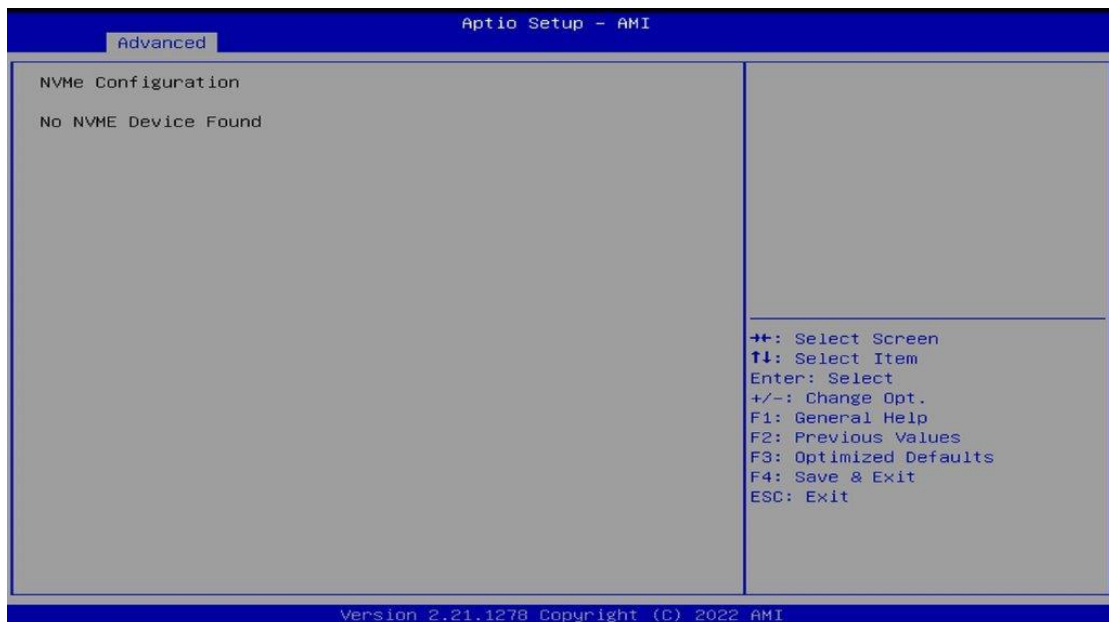 Aptio Setup - AMI
Advanced
NVMe Configuration
No NVME Device Found
→←: Select Screen
↑↓: Select Item
Enter: Select
+/-: Change Opt.
F1: General Help
F2: Previous Values
F3: Optimized Defaults
F4: Save & Exit
ESC: Exit
Version 2.21.1278 Copyright (C) 2022 AMI